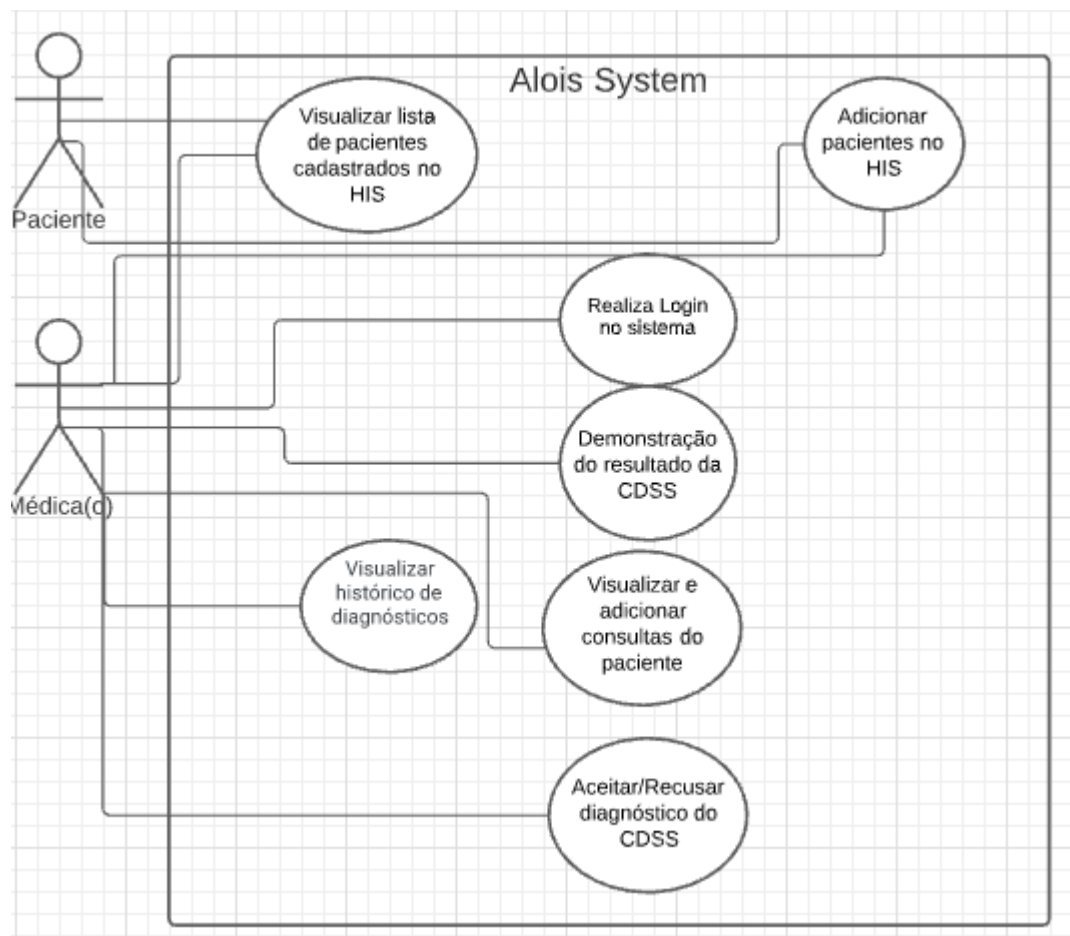 Alois System
Visualizar lista
de pacientes
cadastrados no
HIS
Adicionar
pacientes no
HIS
Paciente
Realiza Login
no sistema
Demonstração
do resultado da
CDSS
Médica(o)
Visualizar
histórico de
diagnósticos
Visualizar e
adicionar
consultas do
paciente
Aceitar/Recusar
diagnóstico do
CDSS